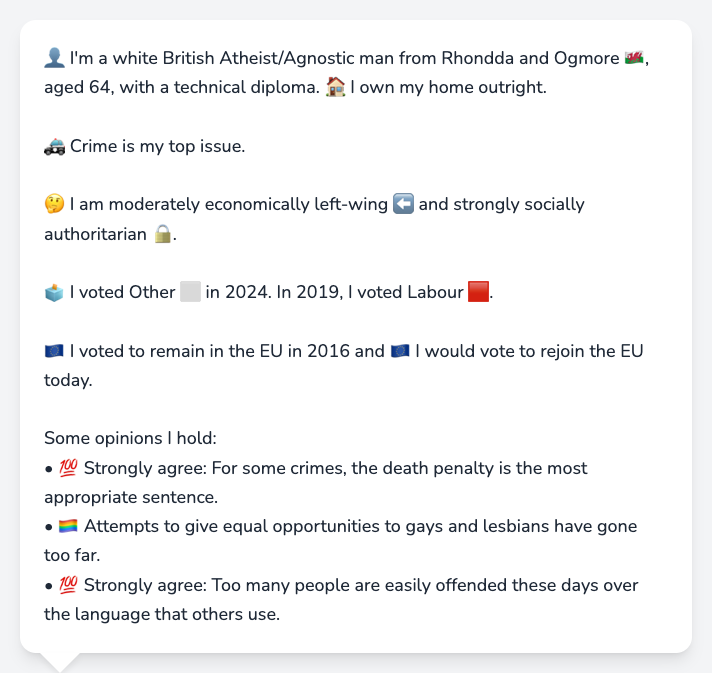 👤 I'm a white British Atheist/Agnostic man from Rhondda and Ogmore 🏴󠁧󠁢󠁷󠁬󠁳󠁿,
aged 64, with a technical diploma. 🏠 I own my home outright.
🚓 Crime is my top issue.
🤔 I am moderately economically left-wing ⬅️ and strongly socially
authoritarian 🔒.
🗳️ I voted Other ⬜ in 2024. In 2019, I voted Labour 🟥.
🇪🇺 I voted to remain in the EU in 2016 and 🇪🇺 I would vote to rejoin the EU
today.
Some opinions I hold:
• 💯 Strongly agree: For some crimes, the death penalty is the most
appropriate sentence.
• 🏳️‍🌈 Attempts to give equal opportunities to gays and lesbians have gone
too far.
• 💯 Strongly agree: Too many people are easily offended these days over
the language that others use.